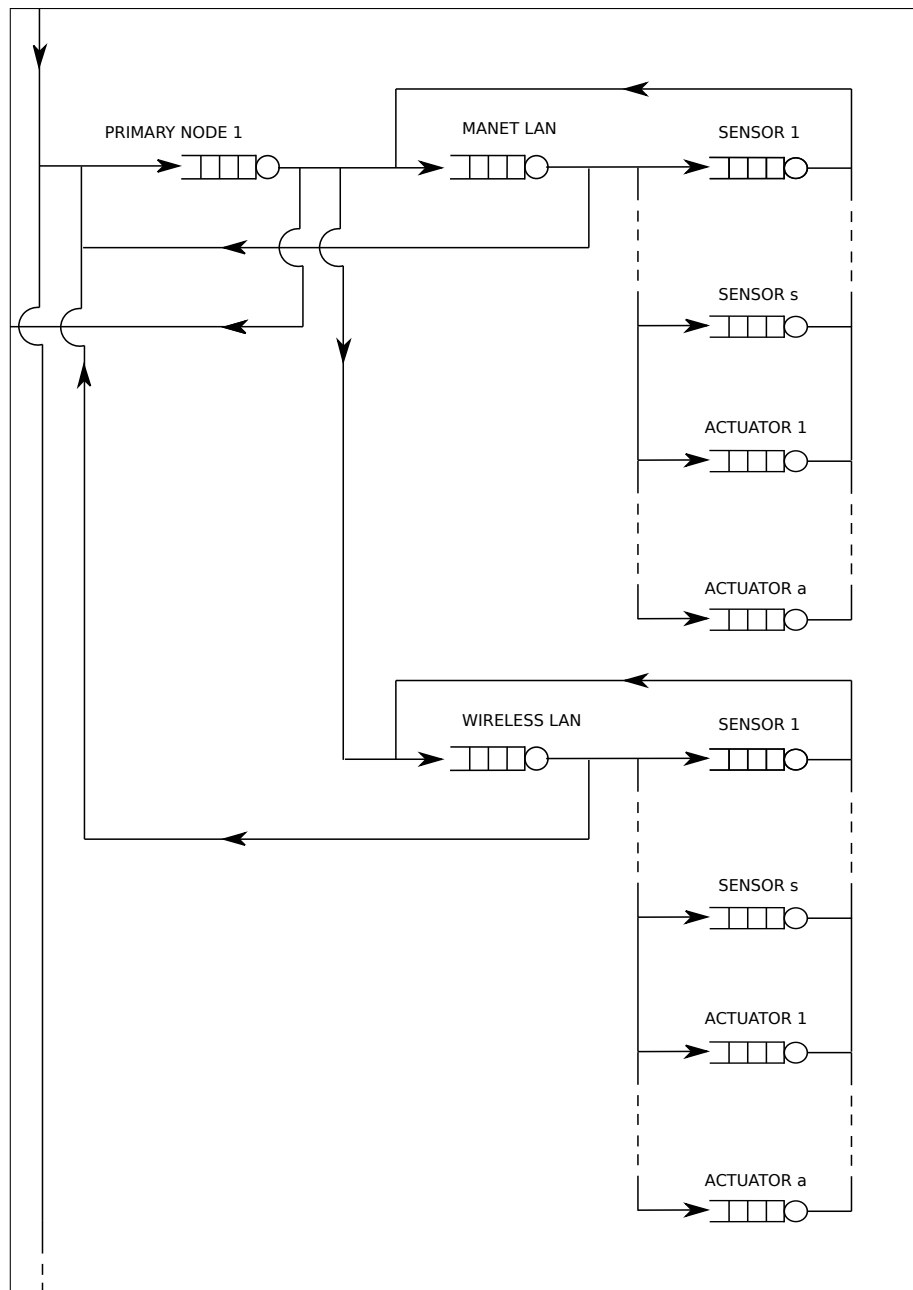 PRIMARY NODE 1
MANET LAN
SENSOR 1
SENSOR s
ACTUATOR 1
ACTUATOR a
WIRELESS LAN
SENSOR 1
SENSOR s
ACTUATOR 1
ACTUATOR a